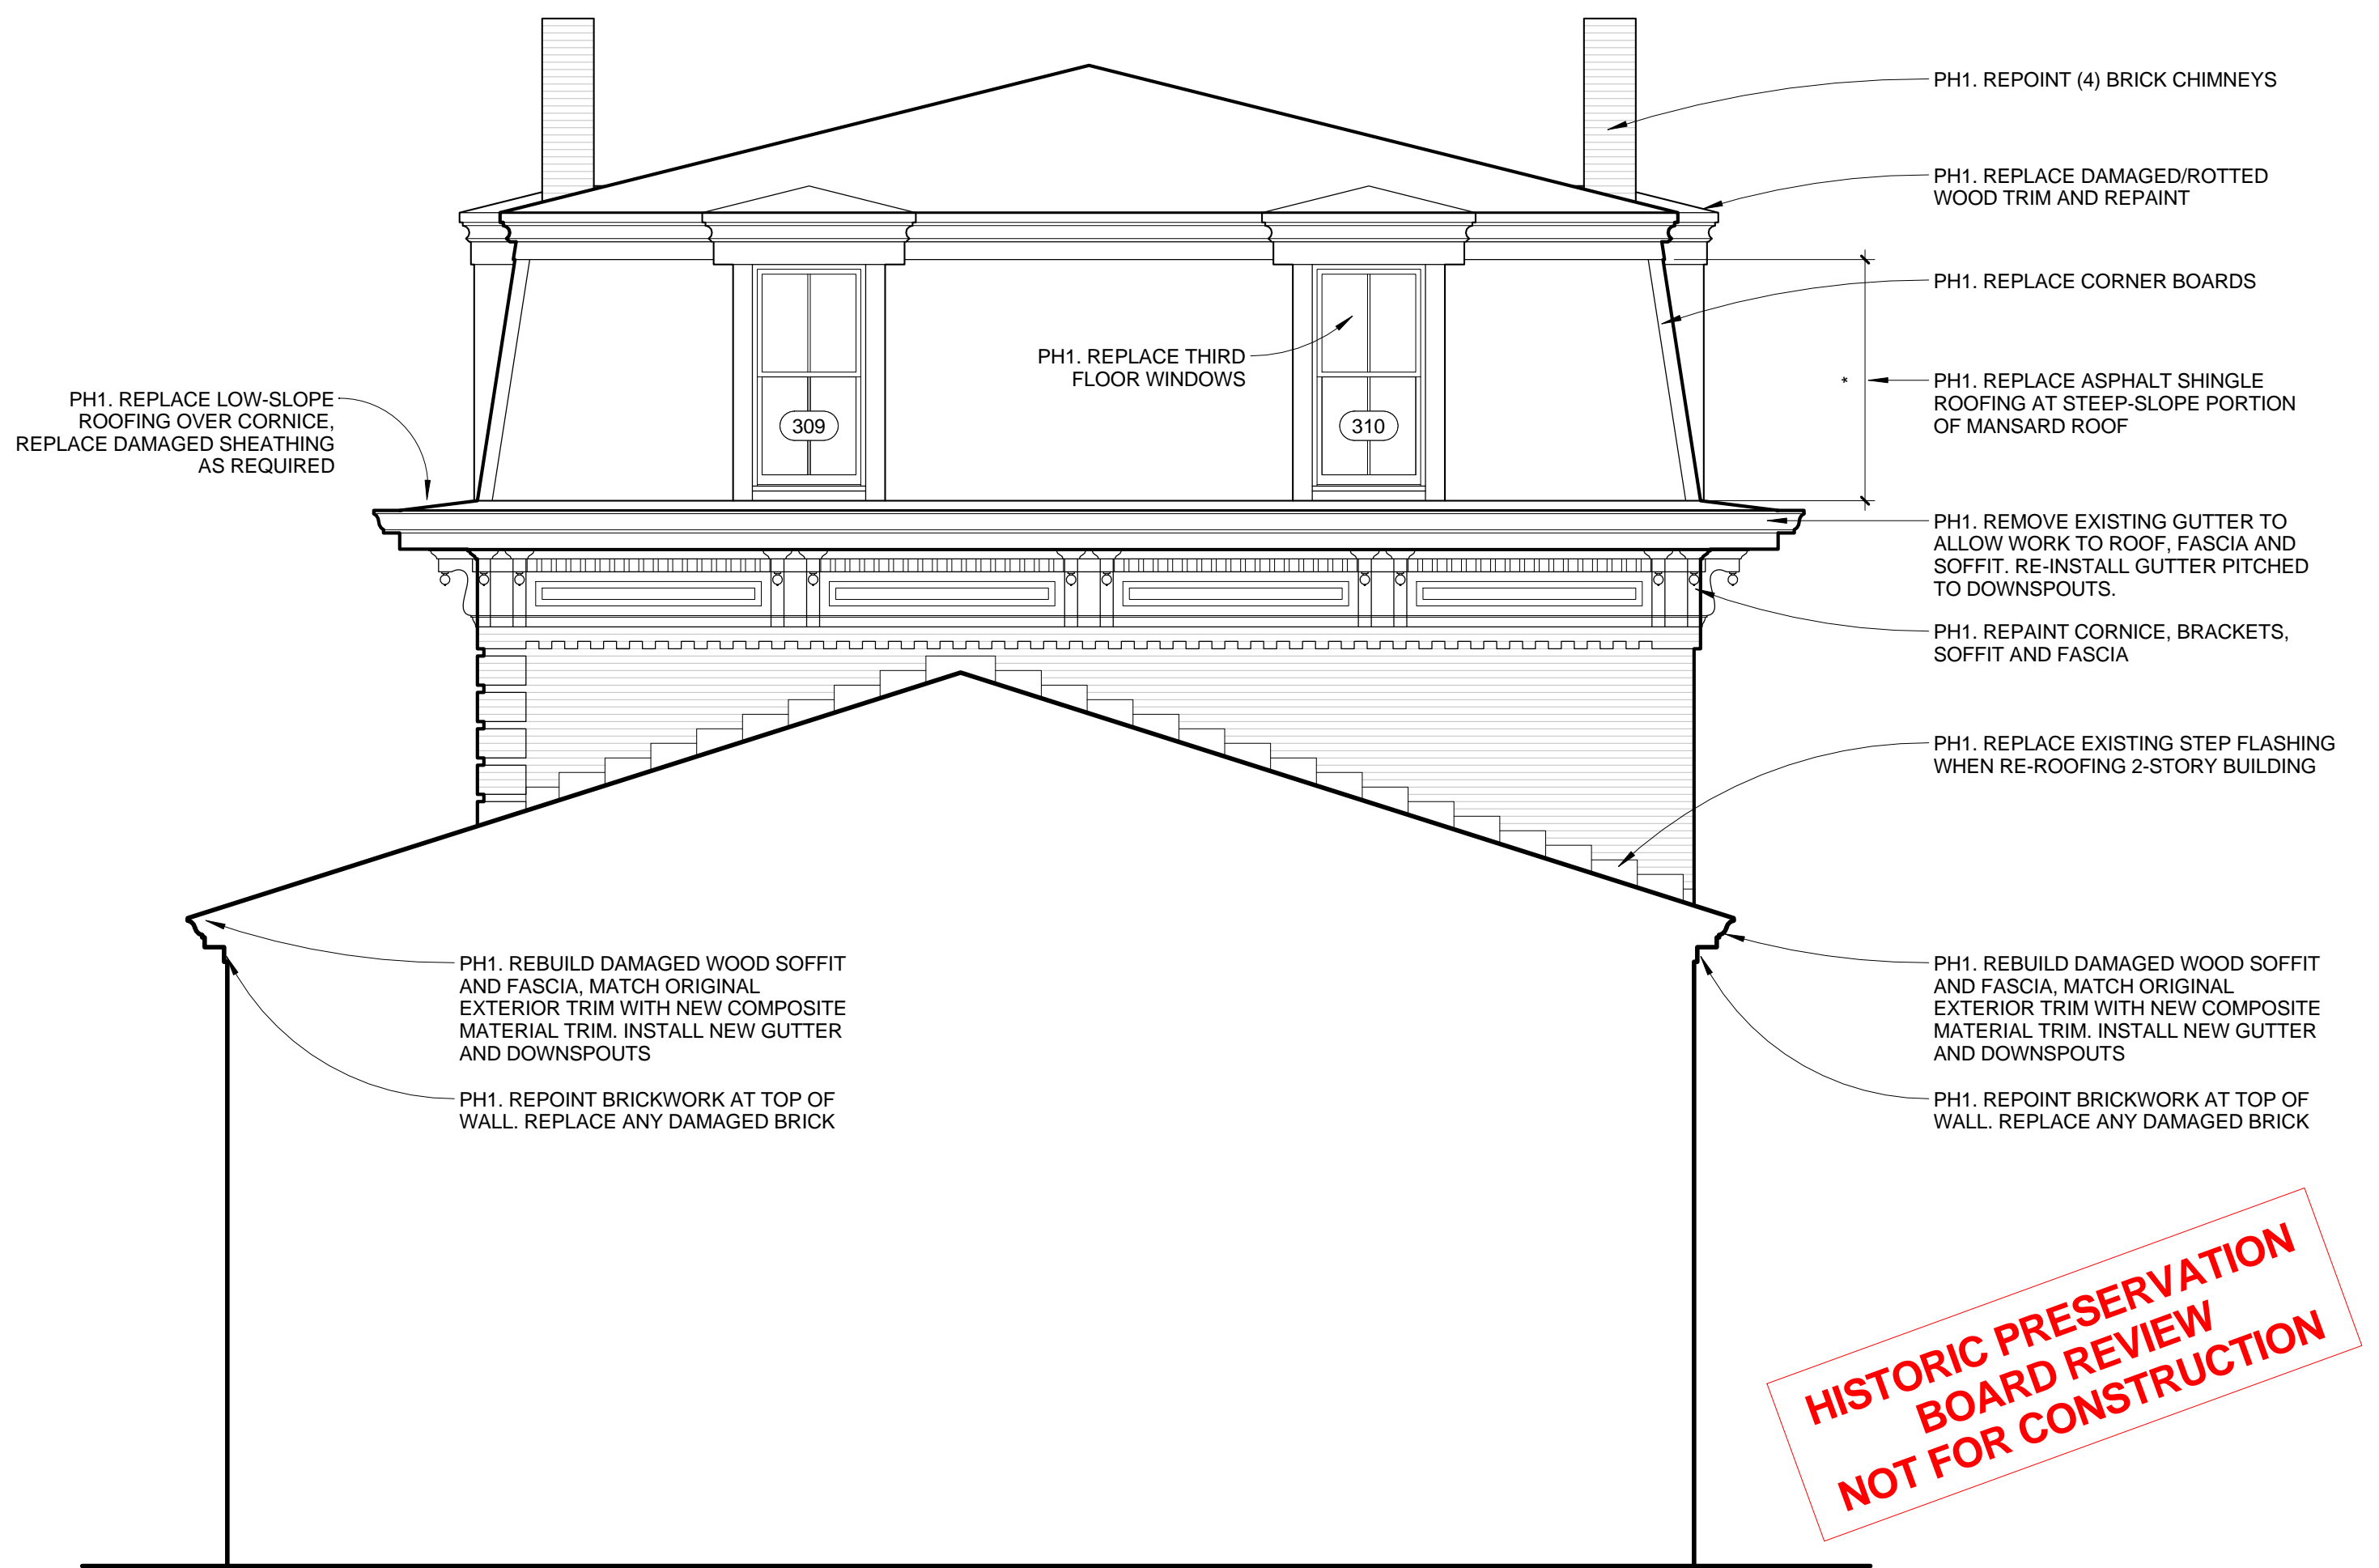 PH1. REPOINT (4) BRICK CHIMNEYS
PH1. REPLACE DAMAGED/ROTTED
WOOD TRIM AND REPAINT
PH1. REPLACE CORNER BOARDS
PH1. REPLACE THIRD
FLOOR WINDOWS
*
PH1. REPLACE ASPHALT SHINGLE
ROOFING AT STEEP-SLOPE PORTION
OF MANSARD ROOF
PH1. REPLACE LOW-SLOPE
ROOFING OVER CORNICE,
REPLACE DAMAGED SHEATHING
AS REQUIRED
309
310
PH1. REMOVE EXISTING GUTTER TO
ALLOW WORK TO ROOF, FASCIA AND
SOFFIT. RE-INSTALL GUTTER PITCHED
TO DOWNSPOUTS.
PH1. REPAINT CORNICE, BRACKETS,
SOFFIT AND FASCIA
PH1. REPLACE EXISTING STEP FLASHING
WHEN RE-ROOFING 2-STORY BUILDING
PH1. REBUILD DAMAGED WOOD SOFFIT
AND FASCIA, MATCH ORIGINAL
EXTERIOR TRIM WITH NEW COMPOSITE
MATERIAL TRIM. INSTALL NEW GUTTER
AND DOWNSPOUTS
PH1. REPOINT BRICKWORK AT TOP OF
WALL. REPLACE ANY DAMAGED BRICK
PH1. REBUILD DAMAGED WOOD SOFFIT
AND FASCIA, MATCH ORIGINAL
EXTERIOR TRIM WITH NEW COMPOSITE
MATERIAL TRIM. INSTALL NEW GUTTER
AND DOWNSPOUTS
PH1. REPOINT BRICKWORK AT TOP OF
WALL. REPLACE ANY DAMAGED BRICK
HISTORIC PRESERVATION
BOARD REVIEW
NOT FOR CONSTRUCTION